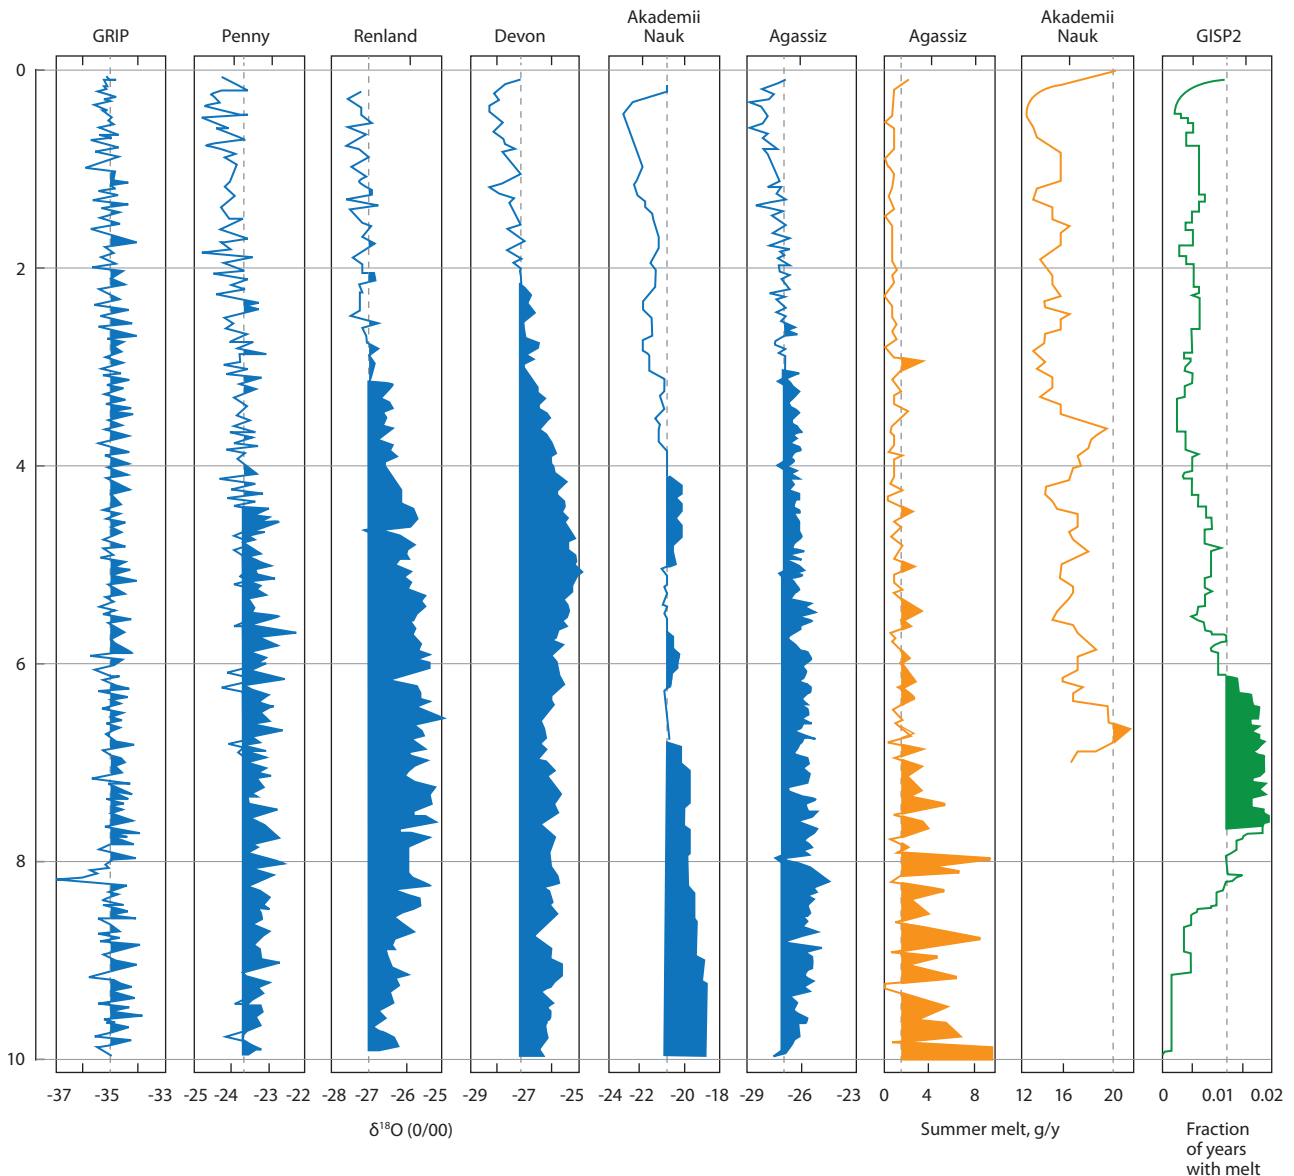 GRIP Penny Renland Devon Akademii Nauk Agassiz Agassiz Akademii Nauk GISP2
0
2
4
6
8
10
-37 -35 -33 -25 -24 -23 -22 -28 -27 -26 -25 -29 -27 -25 -24 -21 -20 -18 -29 -26 -23 0 4 8 12 16 20 0 0.01 0.02
δ¹⁸O (0/00)
Summer melt, g/y
Fraction
of years
with melt